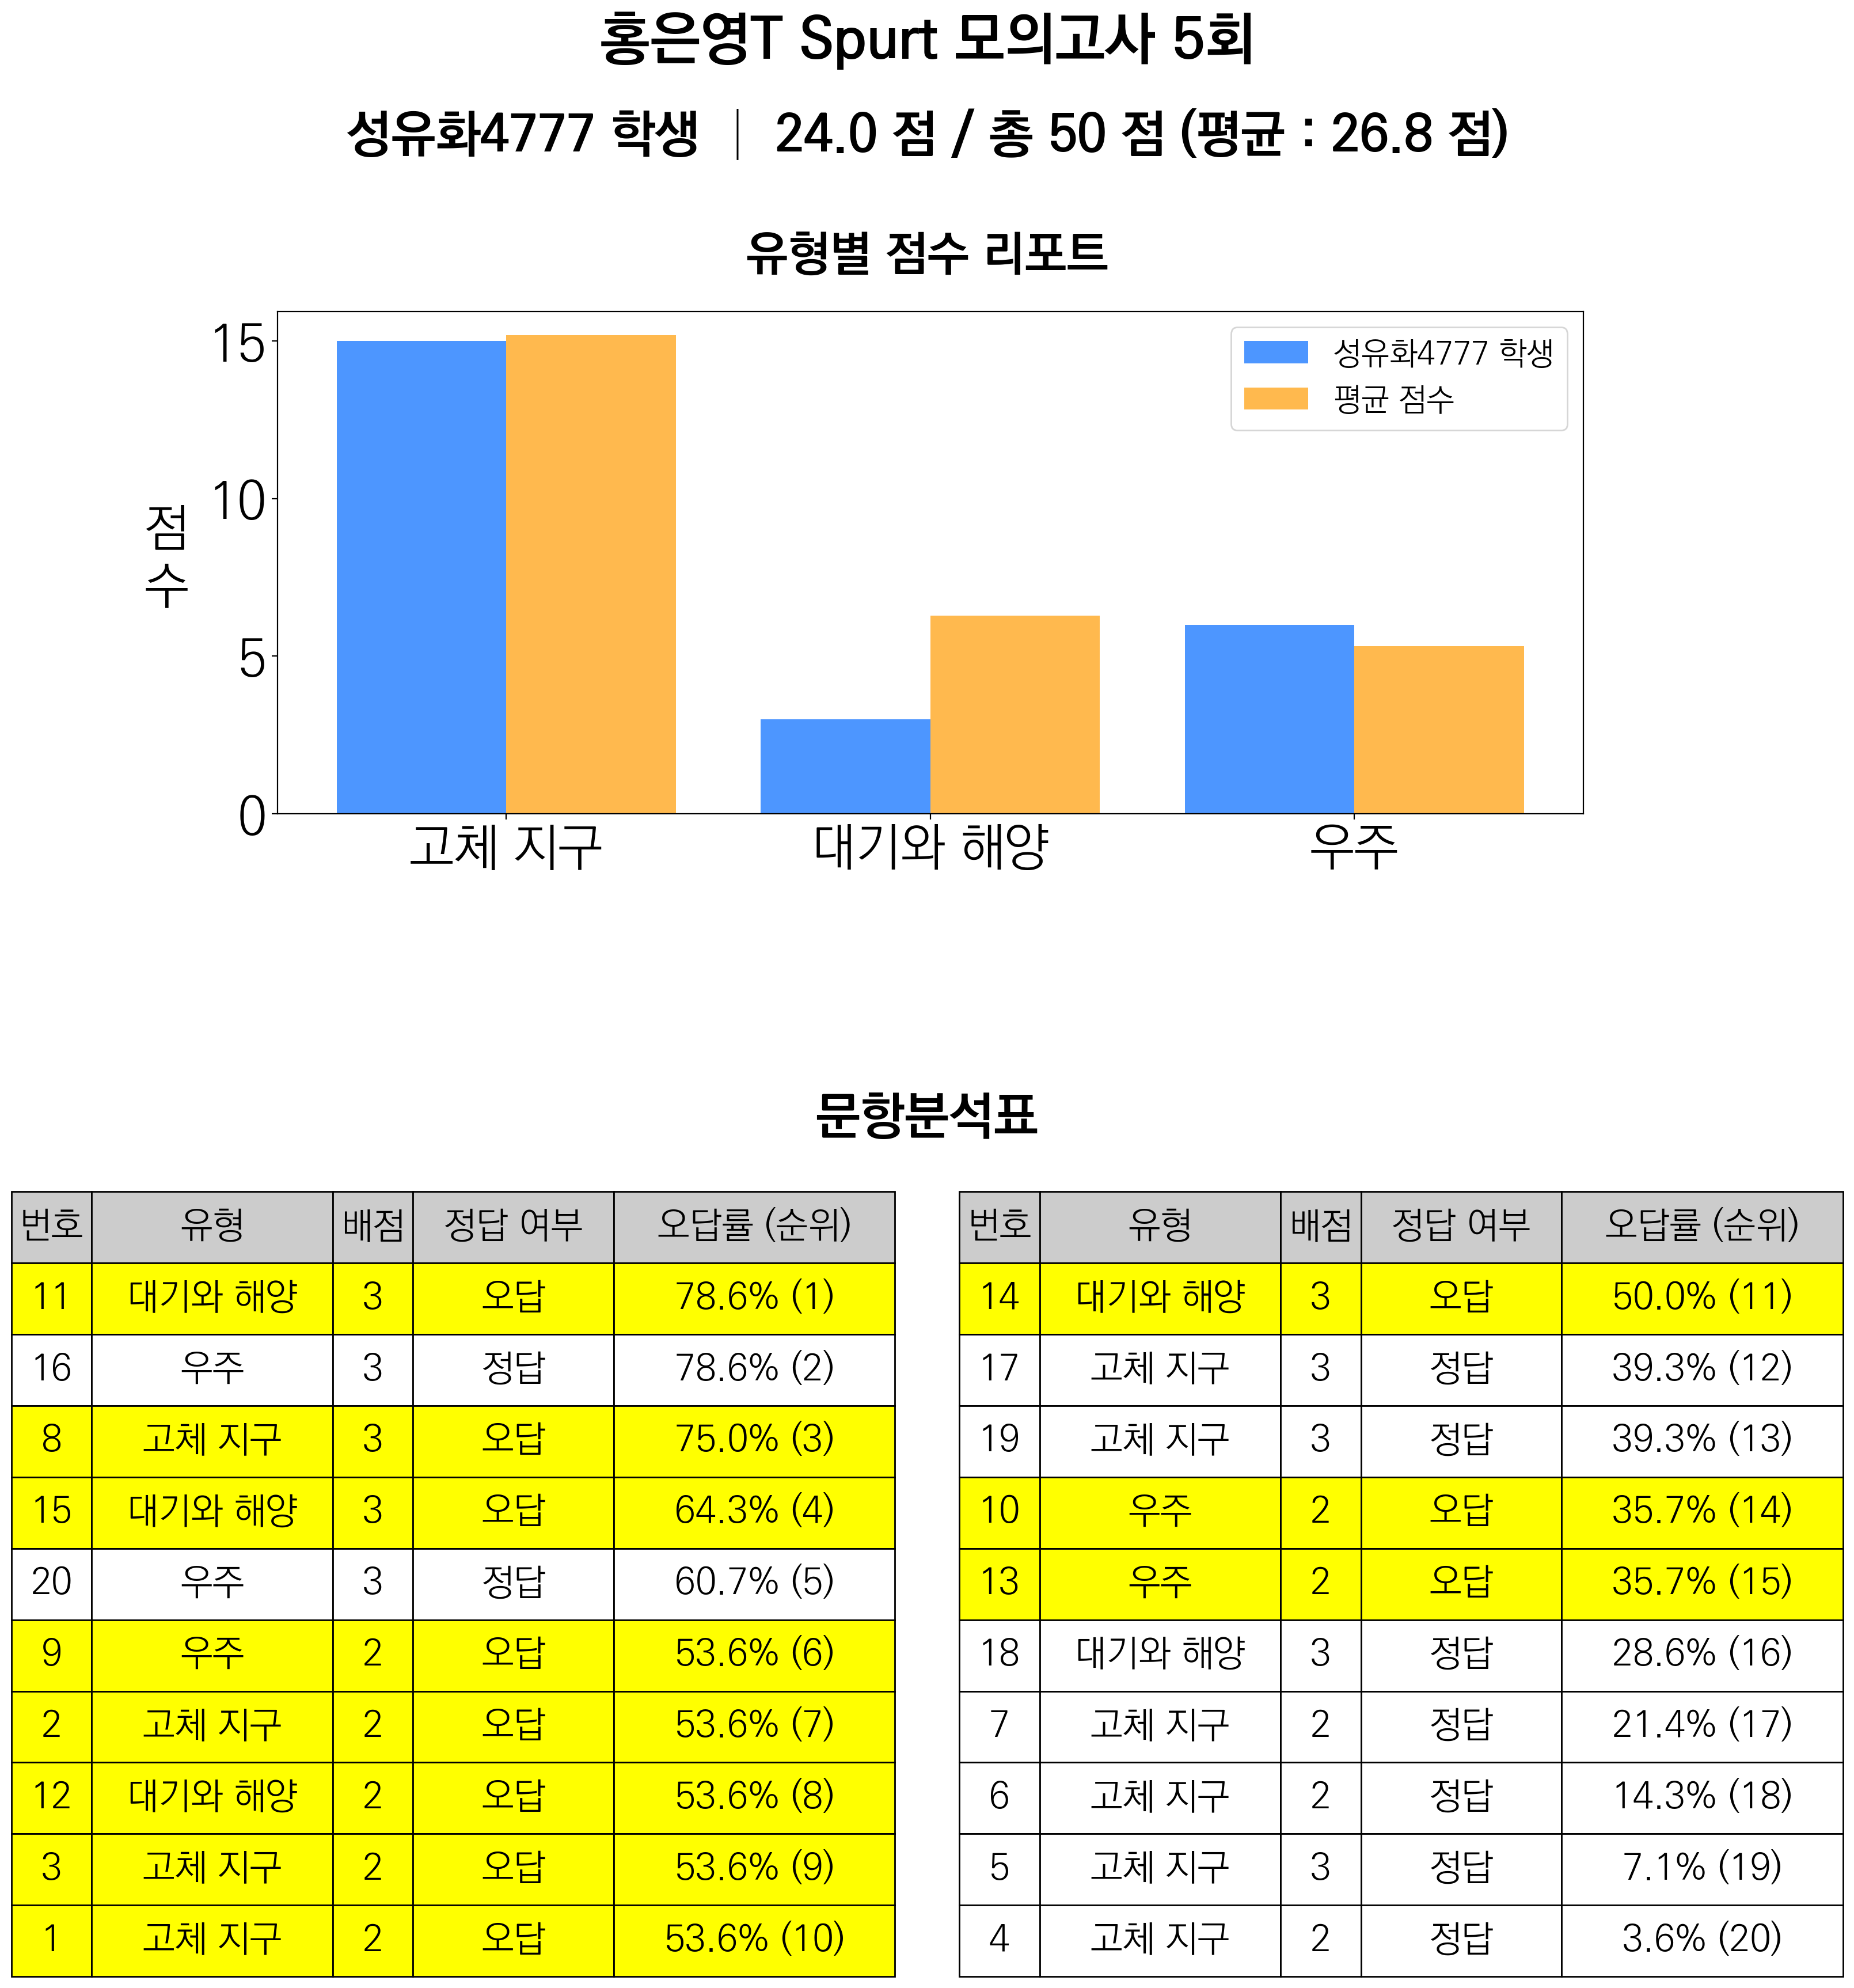 홍은영T Spurt 모의고사 5회
성유화4777 학생 │ 24.0 점 / 총 50 점 (평균 : 26.8 점)
유형별 점수 리포트
성유화4777 학생
평균 점수
점수
15
10
5
0
고체 지구 대기와 해양 우주
문항분석표
번호 유형 배점 정답 여부 오답률 (순위)
11 대기와 해양 3 오답 78.6% (1)
16 우주 3 정답 78.6% (2)
8 고체 지구 3 오답 75.0% (3)
15 대기와 해양 3 오답 64.3% (4)
20 우주 3 정답 60.7% (5)
9 우주 2 오답 53.6% (6)
2 고체 지구 2 오답 53.6% (7)
12 대기와 해양 2 오답 53.6% (8)
3 고체 지구 2 오답 53.6% (9)
1 고체 지구 2 오답 53.6% (10)
번호 유형 배점 정답 여부 오답률 (순위)
14 대기와 해양 3 오답 50.0% (11)
17 고체 지구 3 정답 39.3% (12)
19 고체 지구 3 정답 39.3% (13)
10 우주 2 오답 35.7% (14)
13 우주 2 오답 35.7% (15)
18 대기와 해양 3 정답 28.6% (16)
7 고체 지구 2 정답 21.4% (17)
6 고체 지구 2 정답 14.3% (18)
5 고체 지구 3 정답 7.1% (19)
4 고체 지구 2 정답 3.6% (20)